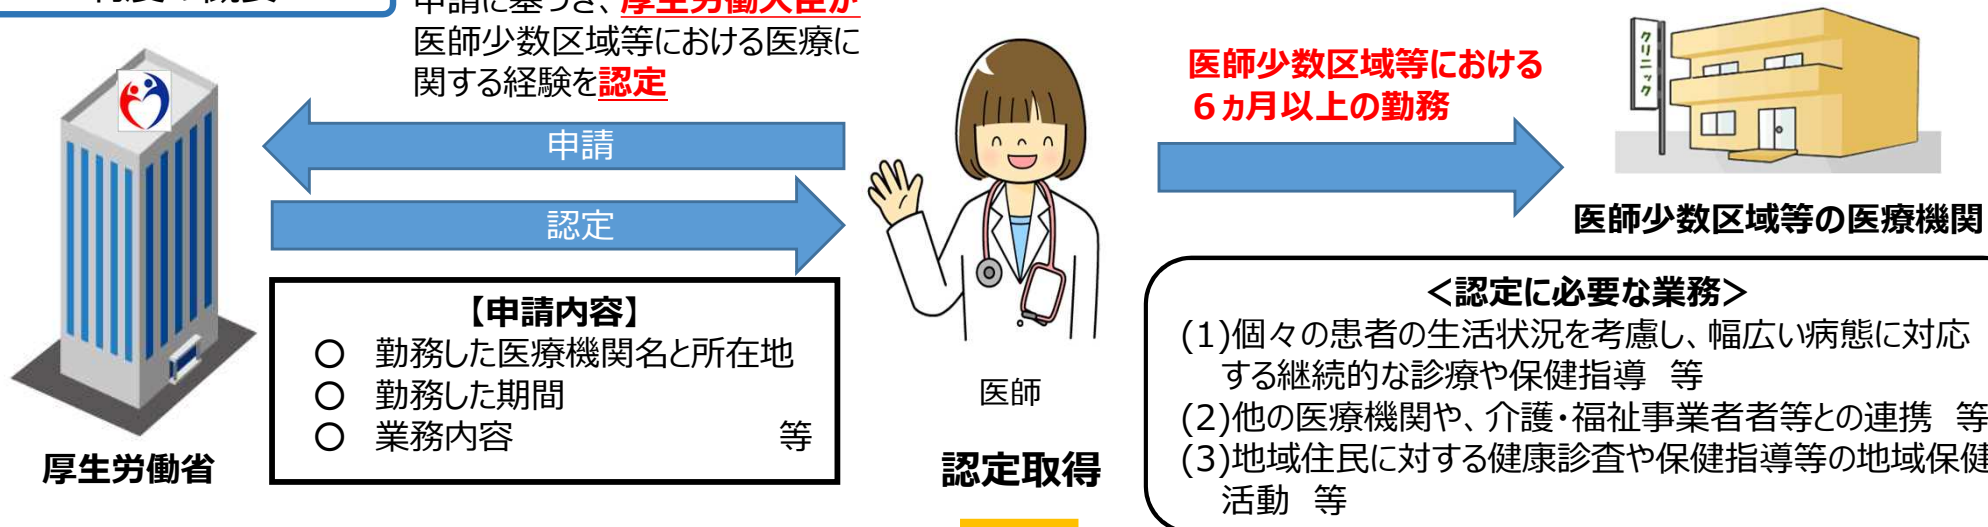 制度の概要
申請に基づき、厚生労働大臣が
医師少数区域等における医療に
関する経験を認定
申請
認定
【申請内容】
○　勤務した医療機関名と所在地
○　勤務した期間
○　業務内容　等
厚生労働省
医師
認定取得
医師少数区域等における
６ヵ月以上の勤務
クリニック
医師少数区域等の医療機関
＜認定に必要な業務＞
(1)個々の患者の生活状況を考慮し、幅広い病態に対応
する継続的な診療や保健指導　等
(2)他の医療機関や、介護・福祉事業者者等との連携　等
(3)地域住民に対する健康診査や保健指導等の地域保健
活動　等